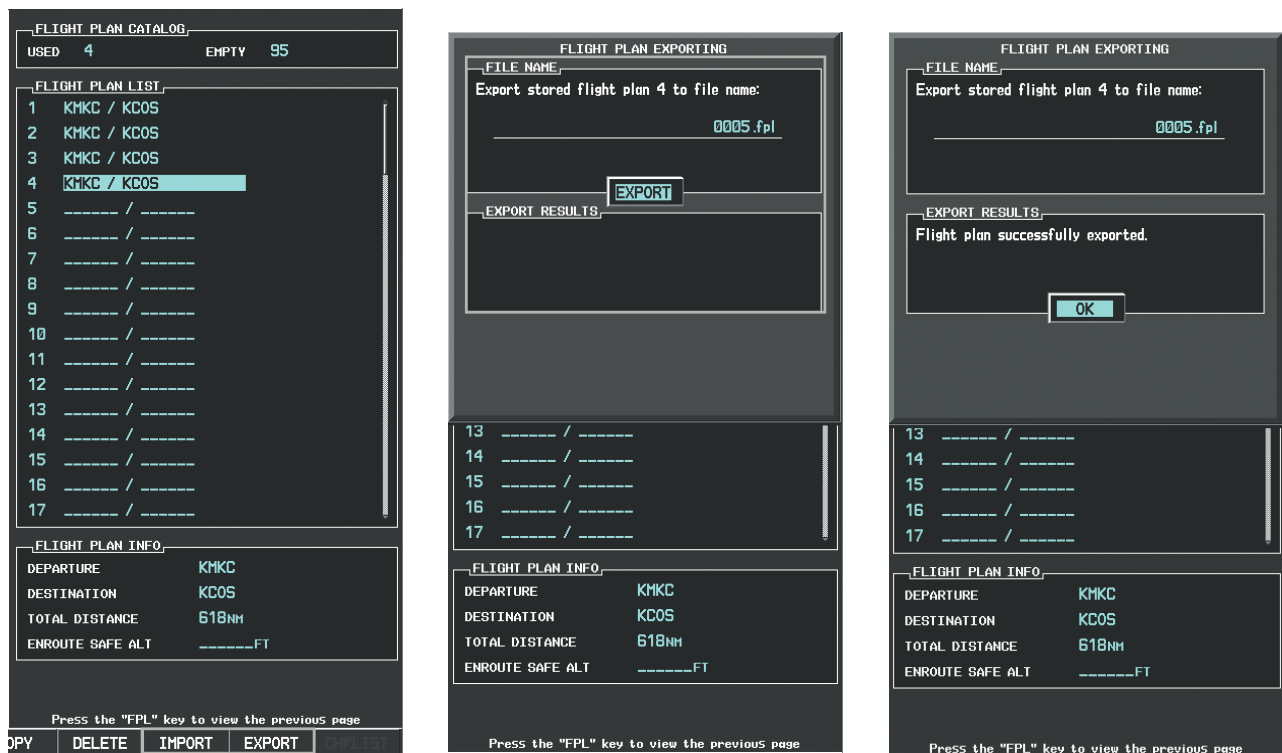 FLIGHT PLAN CATALOG
USED 4 EMPTY 95
FLIGHT PLAN LIST
1 KMKC / KCOS
2 KMKC / KCOS
3 KMKC / KCOS
4 KMKC / KCOS
5 ______ / ______
6 ______ / ______
7 ______ / ______
8 ______ / ______
9 ______ / ______
10 ______ / ______
11 ______ / ______
12 ______ / ______
13 ______ / ______
14 ______ / ______
15 ______ / ______
16 ______ / ______
17 ______ / ______
FLIGHT PLAN INFO
DEPARTURE KMKC
DESTINATION KCOS
TOTAL DISTANCE 618NM
ENROUTE SAFE ALT ______FT
Press the "FPL" key to view the previous page
OPY DELETE IMPORT EXPORT CHKLIST
FLIGHT PLAN EXPORTING
FILE NAME
Export stored flight plan 4 to file name:
0005.fpl
EXPORT
EXPORT RESULTS
13 ______ / ______
14 ______ / ______
15 ______ / ______
16 ______ / ______
17 ______ / ______
FLIGHT PLAN INFO
DEPARTURE KMKC
DESTINATION KCOS
TOTAL DISTANCE 618NM
ENROUTE SAFE ALT ______FT
Press the "FPL" key to view the previous page
FLIGHT PLAN EXPORTING
FILE NAME
Export stored flight plan 4 to file name:
0005.fpl
EXPORT RESULTS
Flight plan successfully exported.
OK
13 ______ / ______
14 ______ / ______
15 ______ / ______
16 ______ / ______
17 ______ / ______
FLIGHT PLAN INFO
DEPARTURE KMKC
DESTINATION KCOS
TOTAL DISTANCE 618NM
ENROUTE SAFE ALT ______FT
Press the "FPL" key to view the previous page